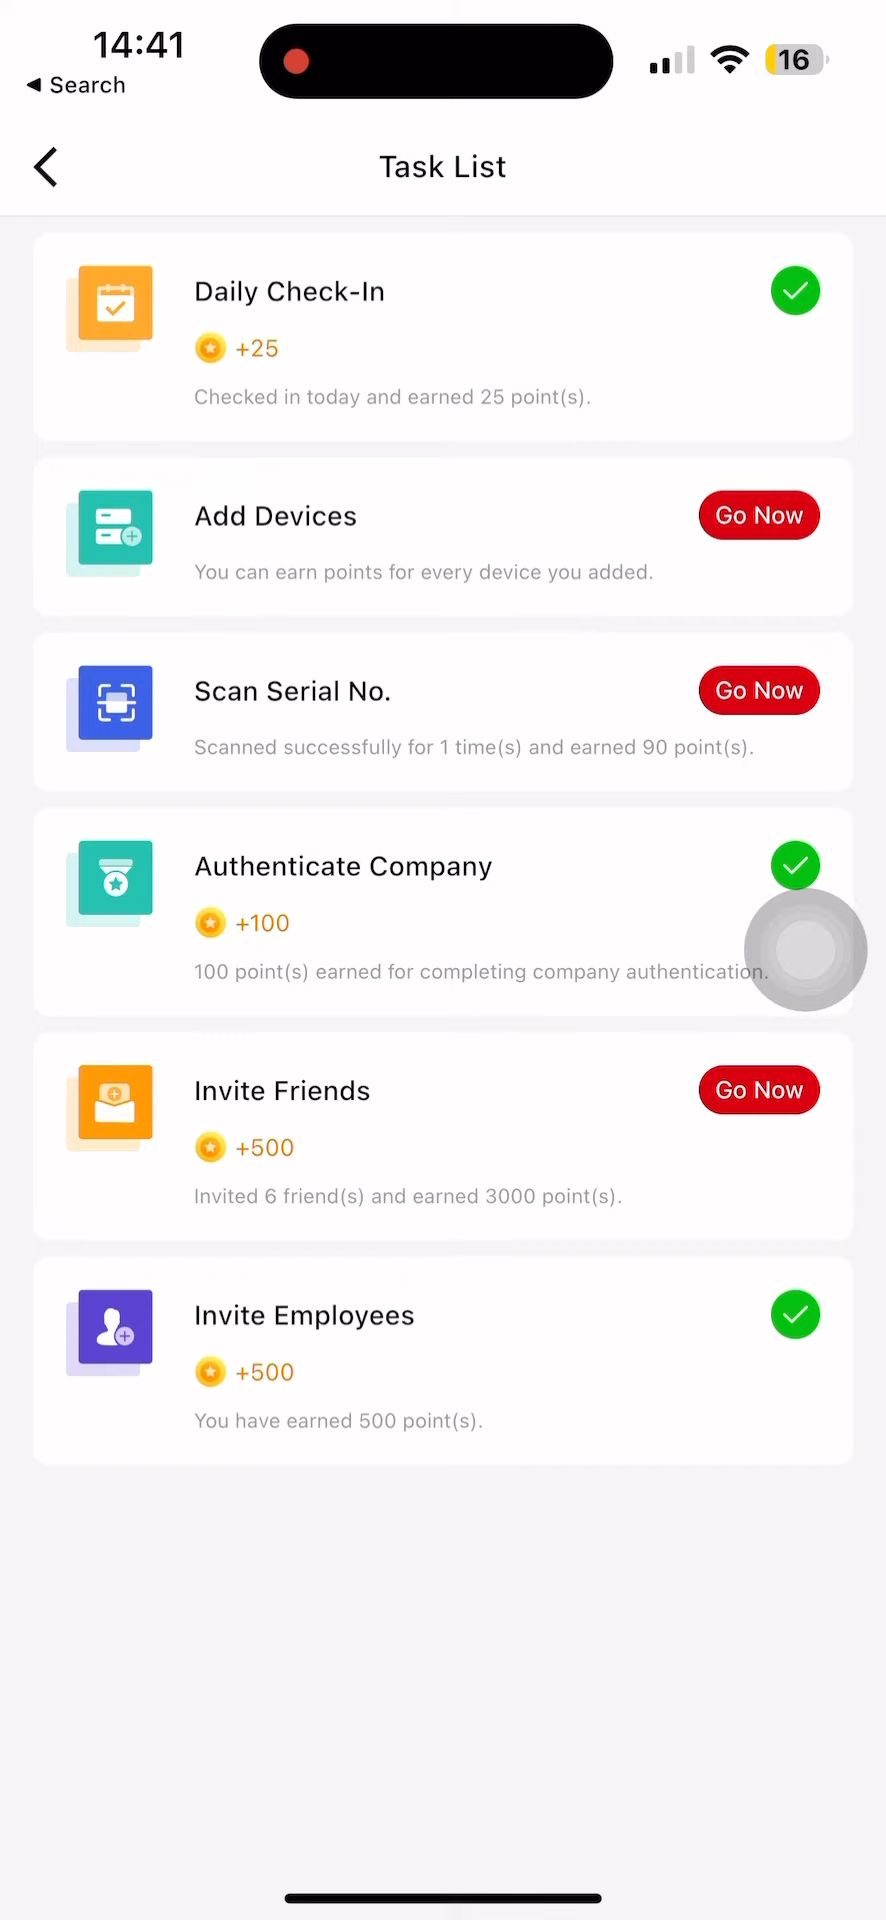 14:41
16
◀ Search
Task List
Daily Check-In
+25
Checked in today and earned 25 point(s).
Add Devices
Go Now
You can earn points for every device you added.
Scan Serial No.
Go Now
Scanned successfully for 1 time(s) and earned 90 point(s).
Authenticate Company
+100
100 point(s) earned for completing company authentication.
Invite Friends
Go Now
+500
Invited 6 friend(s) and earned 3000 point(s).
Invite Employees
+500
You have earned 500 point(s).